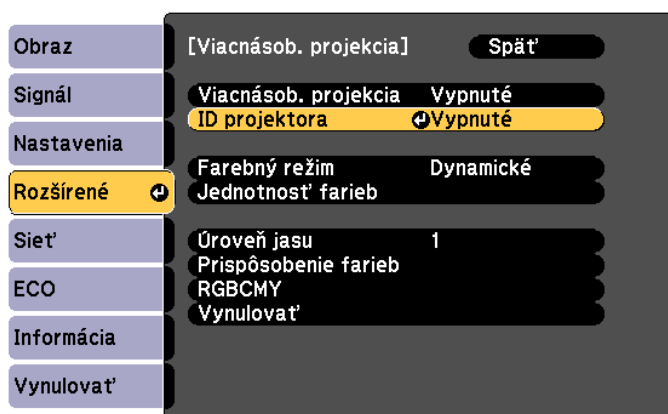 Obraz
Signál
Nastavenia
Rozšírené
Sieť
ECO
Informácia
Vynulovať
[Viacnásob. projekcia] Späť
Viacnásob. projekcia Vypnuté
ID projektora Vypnuté
Farebný režim Dynamické
Jednotnosť farieb
Úroveň jasu 1
Prispôsobenie farieb
RGBCMY
Vynulovať